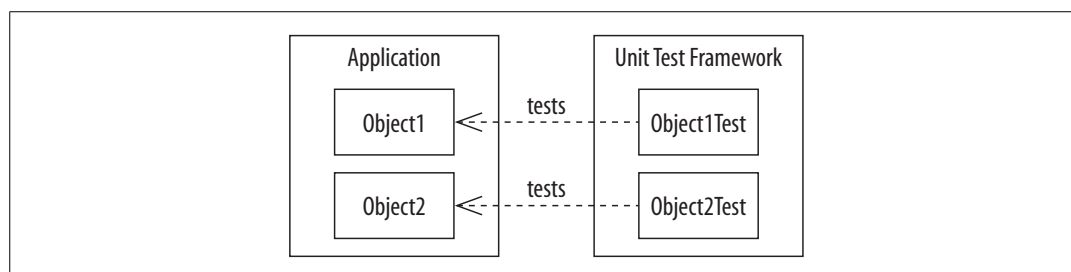 Application
Unit Test Framework
Object1
tests
Object1Test
Object2
tests
Object2Test